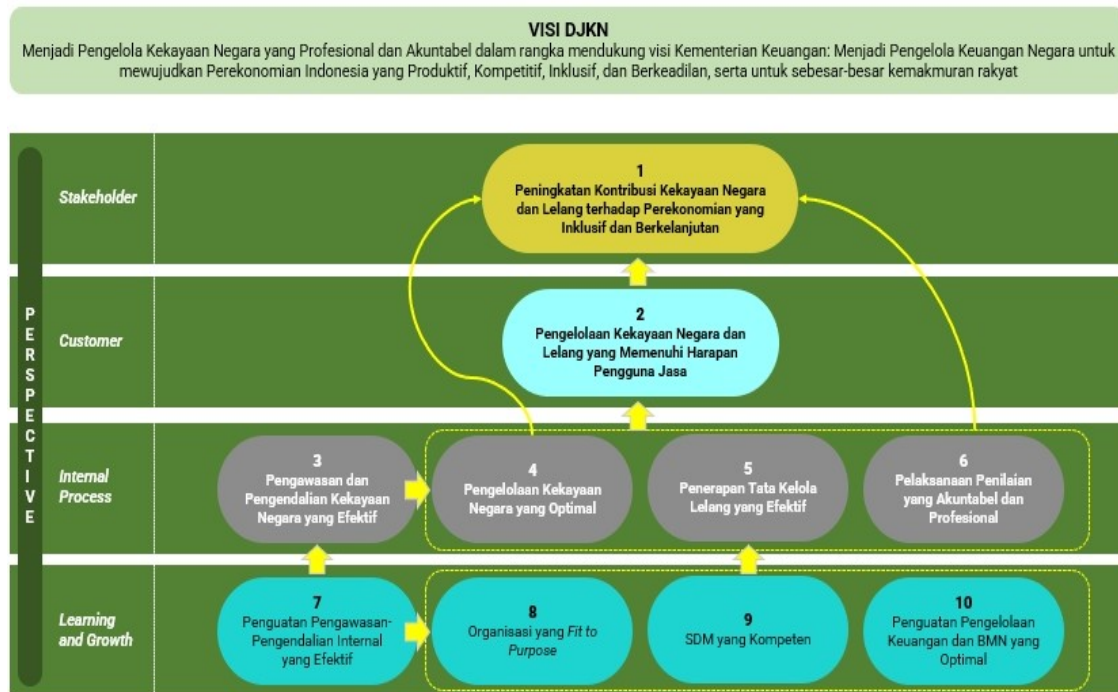 VISI DJKN
Menjadi Pengelola Kekayaan Negara yang Profesional dan Akuntabel dalam rangka mendukung visi Kementerian Keuangan: Menjadi Pengelola Keuangan Negara untuk
mewujudkan Perekonomian Indonesia yang Produktif, Kompetitif, Inklusif, dan Berkeadilan, serta untuk sebesar-besar kemakmuran rakyat
PERSPECTIVE
Stakeholder
1
Peningkatan Kontribusi Kekayaan Negara
dan Lelang terhadap Perekonomian yang
Inklusif dan Berkelanjutan
Customer
2
Pengelolaan Kekayaan Negara dan
Lelang yang Memenuhi Harapan
Pengguna Jasa
Internal
Process
3
Pengawasan dan
Pengendalian Kekayaan
Negara yang Efektif
4
Pengelolaan Kekayaan
Negara yang Optimal
5
Penerapan Tata Kelola
Lelang yang Efektif
6
Pelaksanaan Penilaian
yang Akuntabel dan
Profesional
Learning
and Growth
7
Penguatan Pengawasan-
Pengendalian Internal
yang Efektif
8
Organisasi yang Fit to
Purpose
9
SDM yang Kompeten
10
Penguatan Pengelolaan
Keuangan dan BMN yang
Optimal